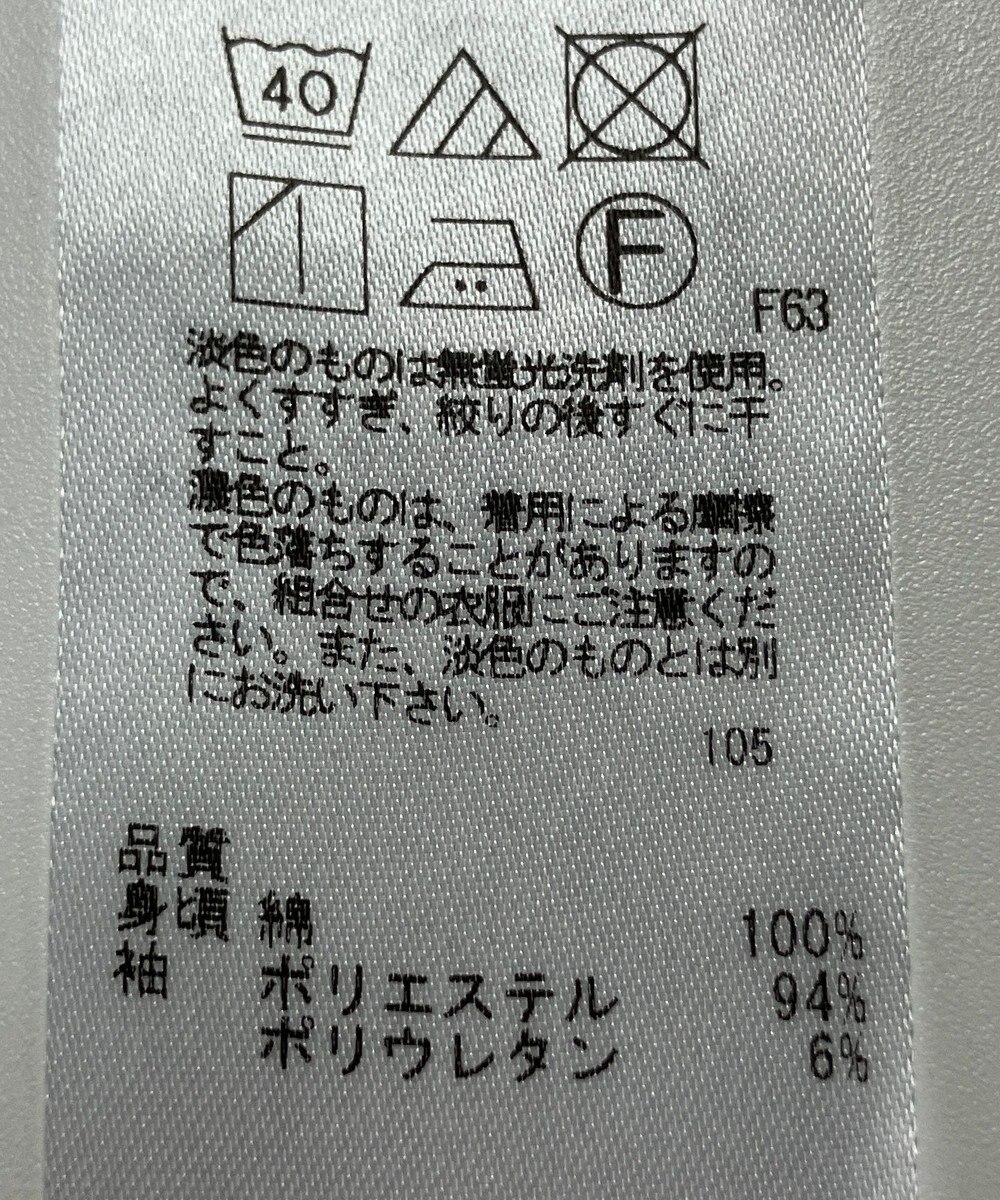 40
F
F63
淡色のものは無蛍光洗剤を使用。
よくすすぎ、絞りの後すぐに干
すこと。
濃色のものは、着用による摩擦
で色落ちすることがありますの
で、組合せの衣服にご注意くだ
さい。また、淡色のものとは別
にお洗い下さい。
105
品質
身頃 綿 100%
袖 ポリエステル 94%
ポリウレタン 6%